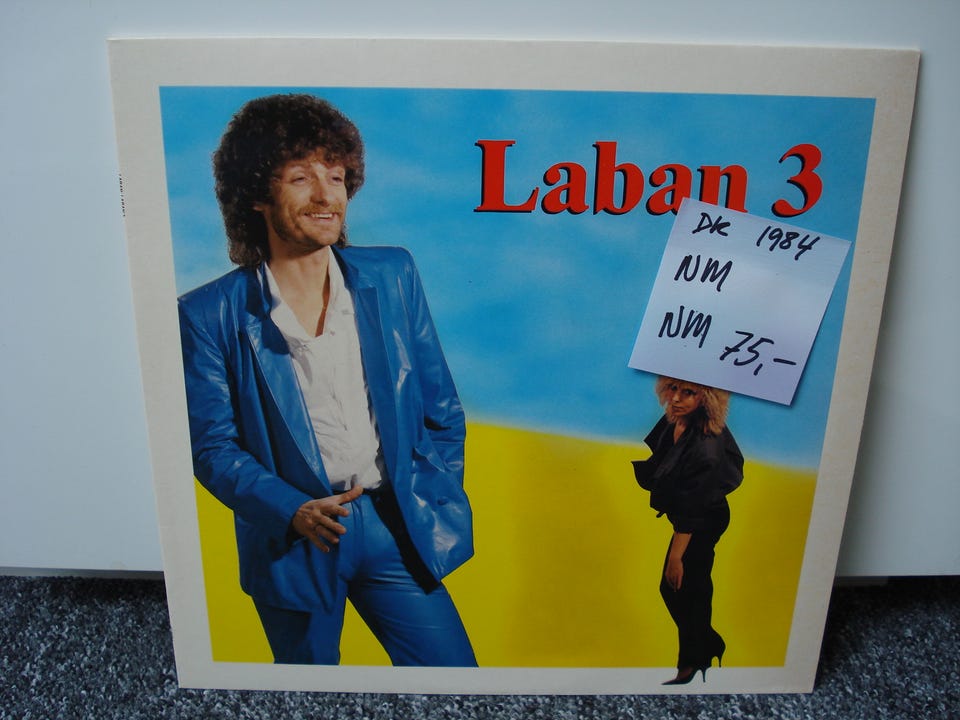 Laban 3
DK 1984
NM
NM 75,-